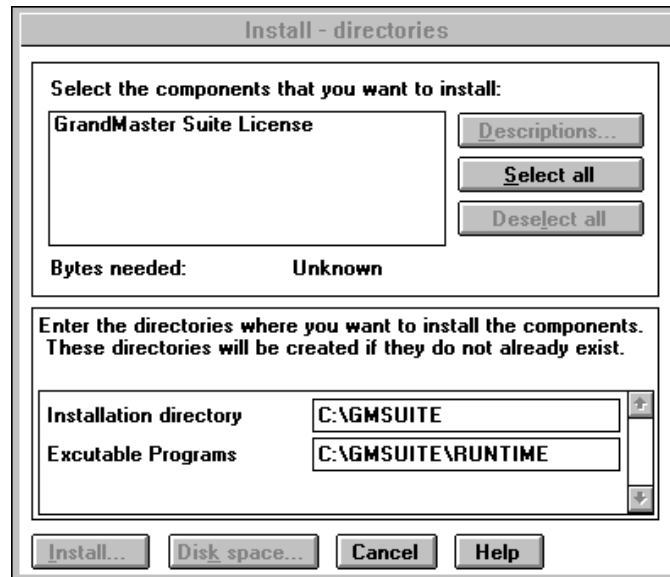 Install - directories
Select the components that you want to install:
GrandMaster Suite License
Descriptions...
Select all
Deselect all
Bytes needed: Unknown
Enter the directories where you want to install the components.
These directories will be created if they do not already exist.
Installation directory C:\GMSUITE
Excutable Programs C:\GMSUITE\RUNTIME
Install... Disk space... Cancel Help